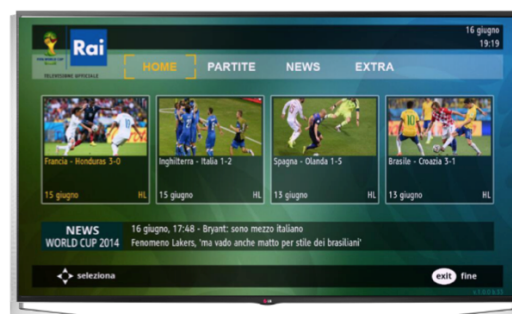 16 giugno
19:19
Rai
TELEVISIONE UFFICIALE
HOME PARTITE NEWS EXTRA
Francia - Honduras 3-0
15 giugno HL
Inghilterra - Italia 1-2
15 giugno HL
Spagna - Olanda 1-5
13 giugno HL
Brasile - Croazia 3-1
13 giugno HL
NEWS
WORLD CUP 2014
16 giugno, 17:48 - Bryant: sono mezzo italiano
Fenomeno Lakers, 'ma vado anche matto per stile dei brasiliani'
seleziona
exit fine
LG